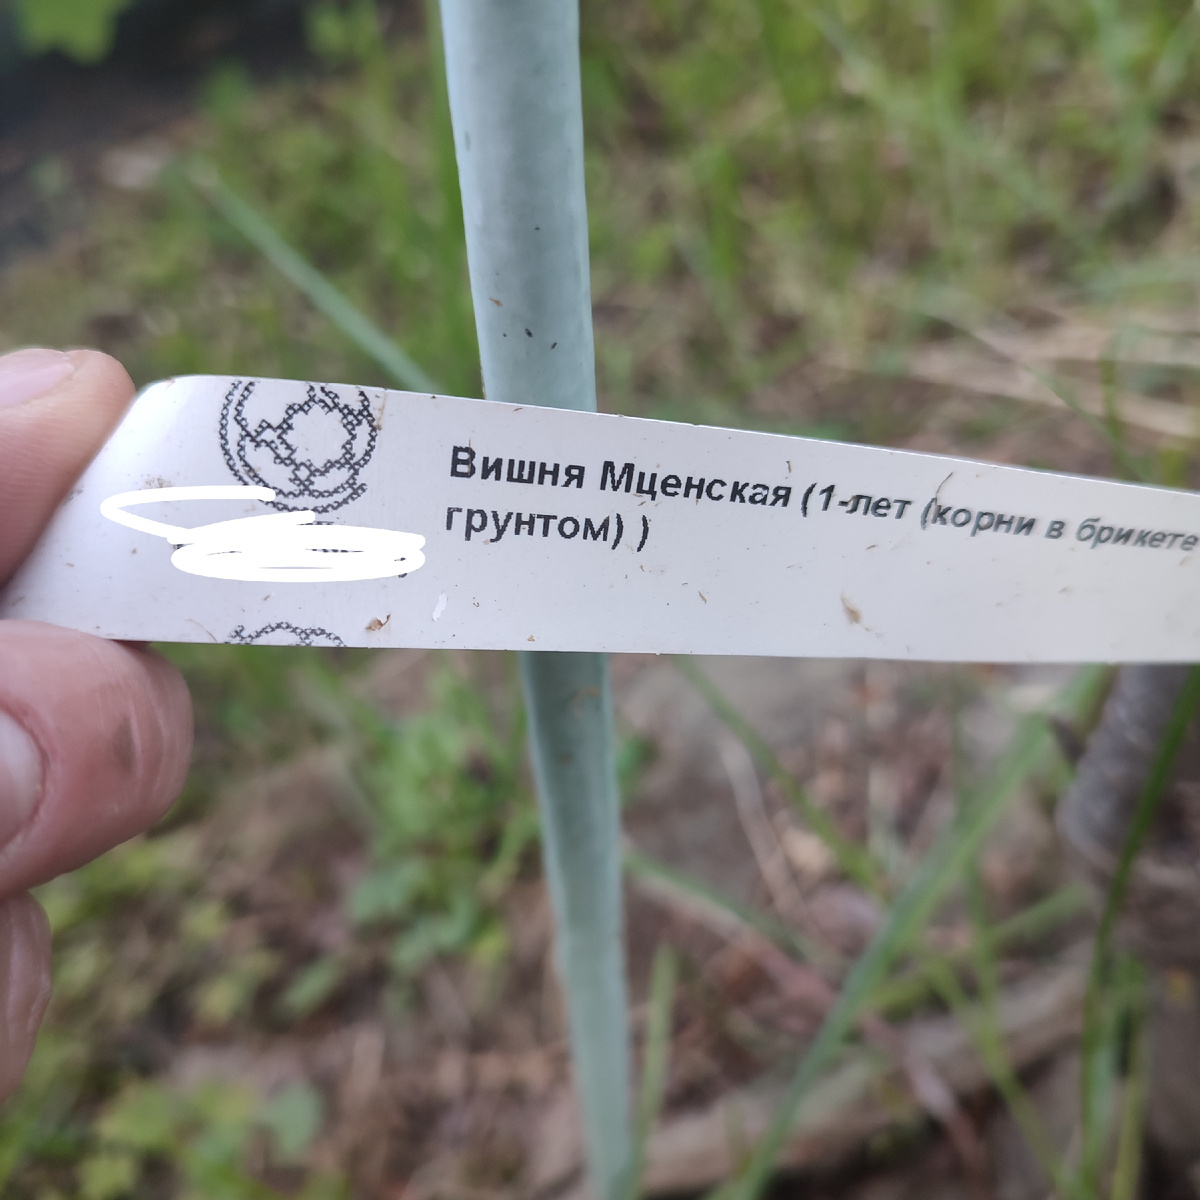 Вишня Мценская (1-лет (корни в брикете
грунтом) )